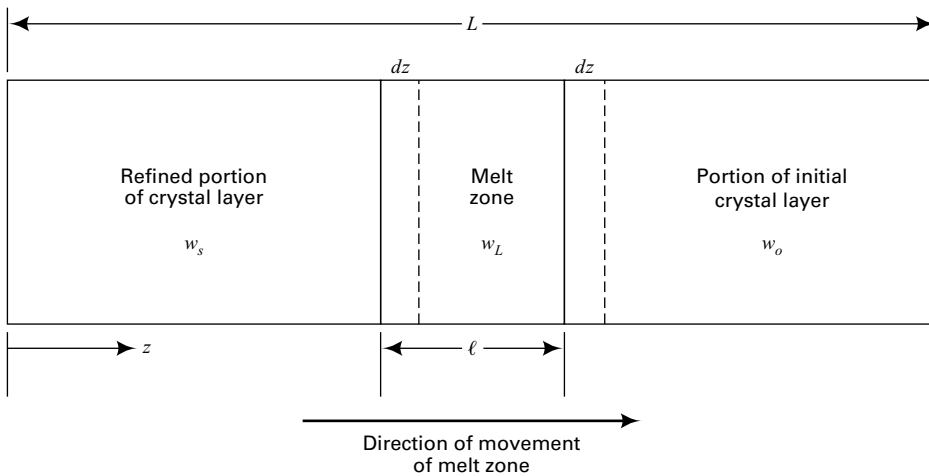 L
dz
dz
Refined portion
of crystal layer
w_s
Melt
zone
w_L
Portion of initial
crystal layer
w_o
z
ℓ
Direction of movement
of melt zone